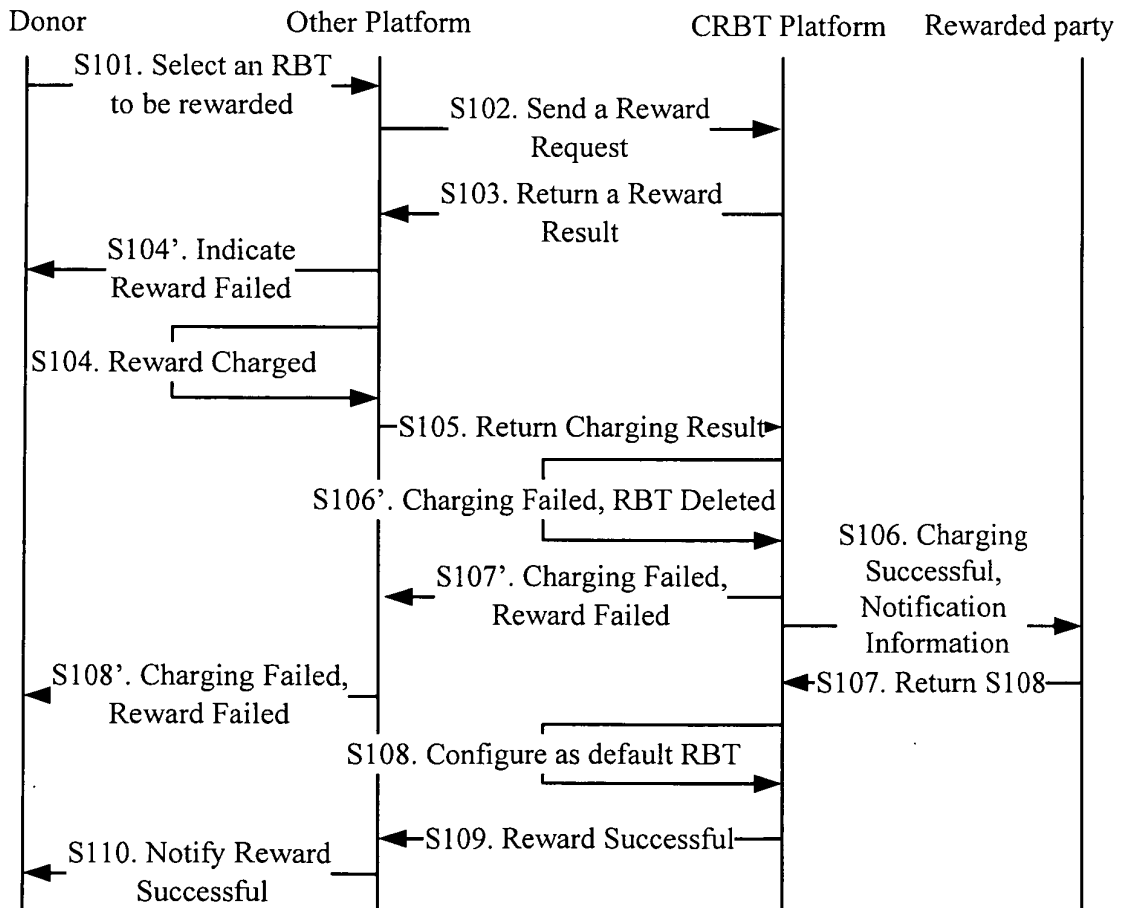 Donor
Other Platform
CRBT Platform
Rewarded party
S101. Select an RBT
to be rewarded
S102. Send a Reward
Request
S103. Return a Reward
Result
S104’. Indicate
Reward Failed
S104. Reward Charged
S105. Return Charging Result
S106’. Charging Failed, RBT Deleted
S106. Charging
Successful,
Notification
Information
S107’. Charging Failed,
Reward Failed
S107. Return S108
S108’. Charging Failed,
Reward Failed
S108. Configure as default RBT
S109. Reward Successful
S110. Notify Reward
Successful